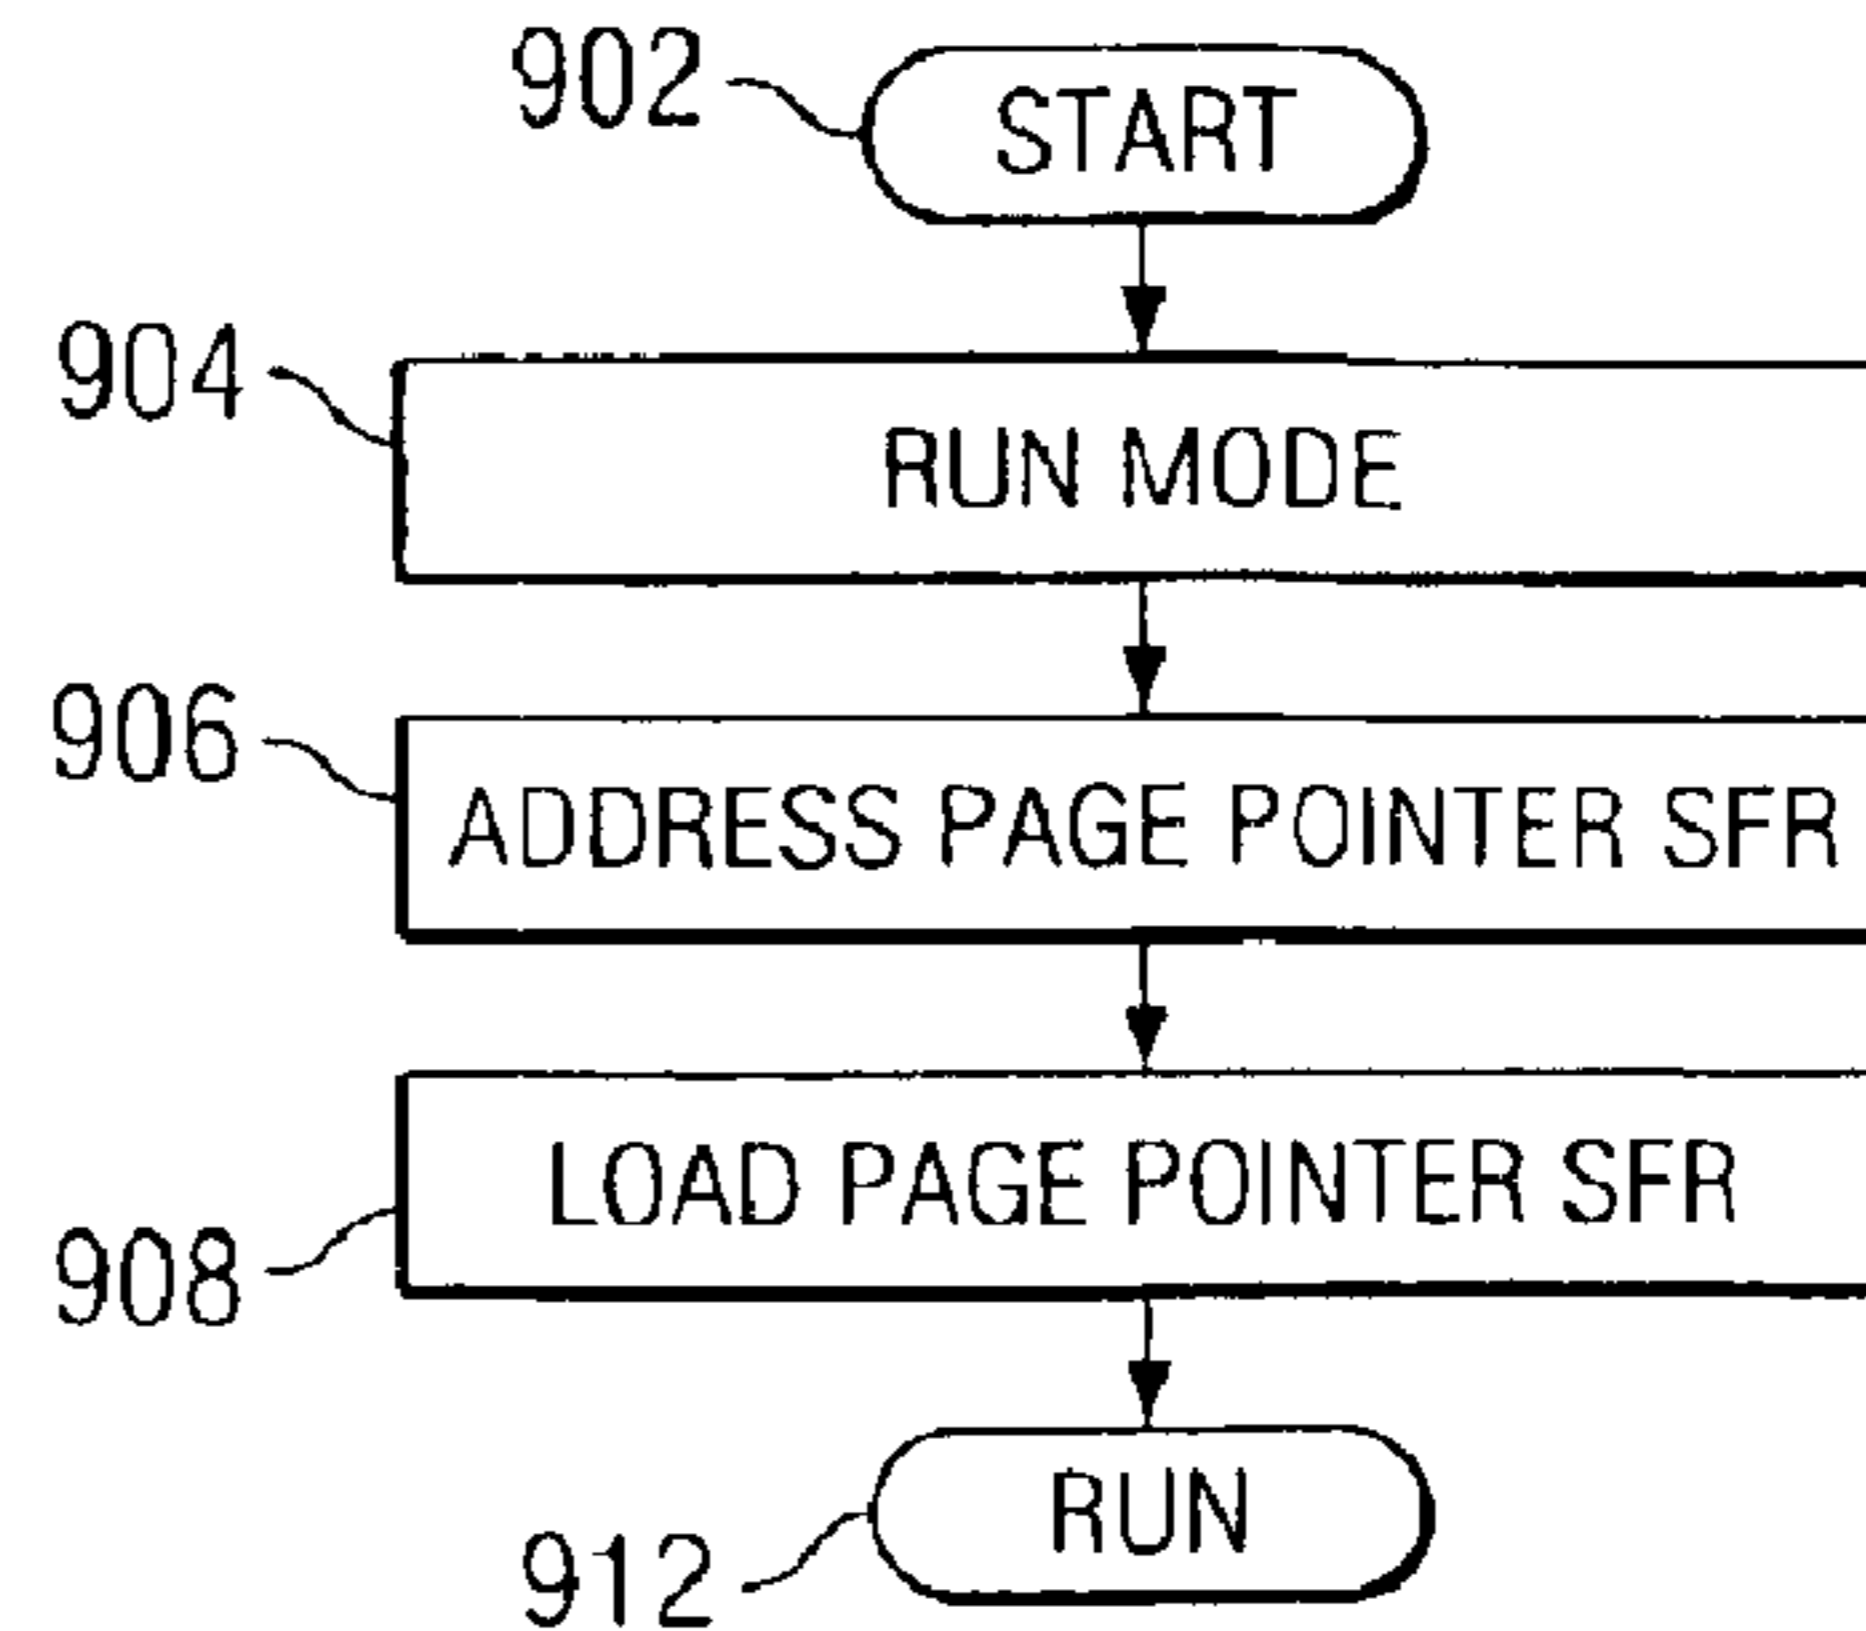 902
START
904
RUN MODE
906
ADDRESS PAGE POINTER SFR
LOAD PAGE POINTER SFR
908
RUN
912